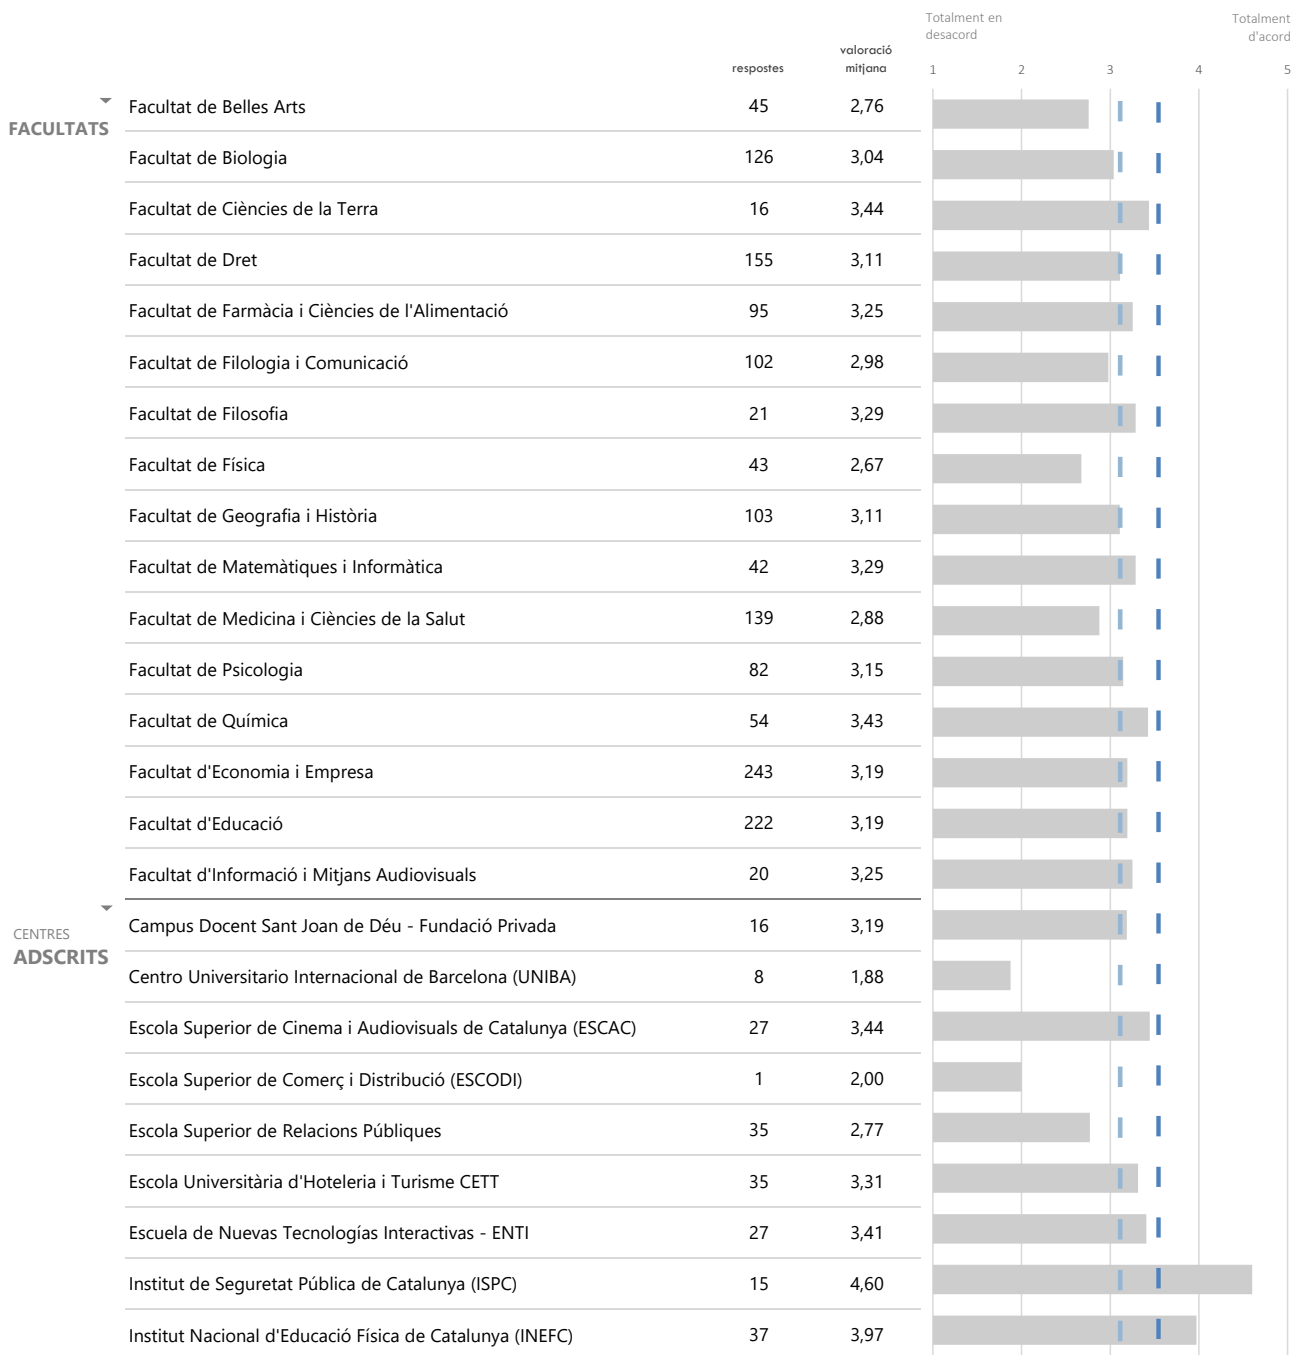 Totalment en
desacord
Totalment
d'acord
respostes
valoració
mitjana
1 2 3 4 5
FACULTATS
Facultat de Belles Arts 45 2,76
Facultat de Biologia 126 3,04
Facultat de Ciències de la Terra 16 3,44
Facultat de Dret 155 3,11
Facultat de Farmàcia i Ciències de l'Alimentació 95 3,25
Facultat de Filologia i Comunicació 102 2,98
Facultat de Filosofia 21 3,29
Facultat de Física 43 2,67
Facultat de Geografia i Història 103 3,11
Facultat de Matemàtiques i Informàtica 42 3,29
Facultat de Medicina i Ciències de la Salut 139 2,88
Facultat de Psicologia 82 3,15
Facultat de Química 54 3,43
Facultat d'Economia i Empresa 243 3,19
Facultat d'Educació 222 3,19
Facultat d'Informació i Mitjans Audiovisuals 20 3,25
CENTRES
ADSCRITS
Campus Docent Sant Joan de Déu - Fundació Privada 16 3,19
Centro Universitario Internacional de Barcelona (UNIBA) 8 1,88
Escola Superior de Cinema i Audiovisuals de Catalunya (ESCAC) 27 3,44
Escola Superior de Comerç i Distribució (ESCODI) 1 2,00
Escola Superior de Relacions Públiques 35 2,77
Escola Universitària d'Hoteleria i Turisme CETT 35 3,31
Escuela de Nuevas Tecnologías Interactivas - ENTI 27 3,41
Institut de Seguretat Pública de Catalunya (ISPC) 15 4,60
Institut Nacional d'Educació Física de Catalunya (INEFC) 37 3,97